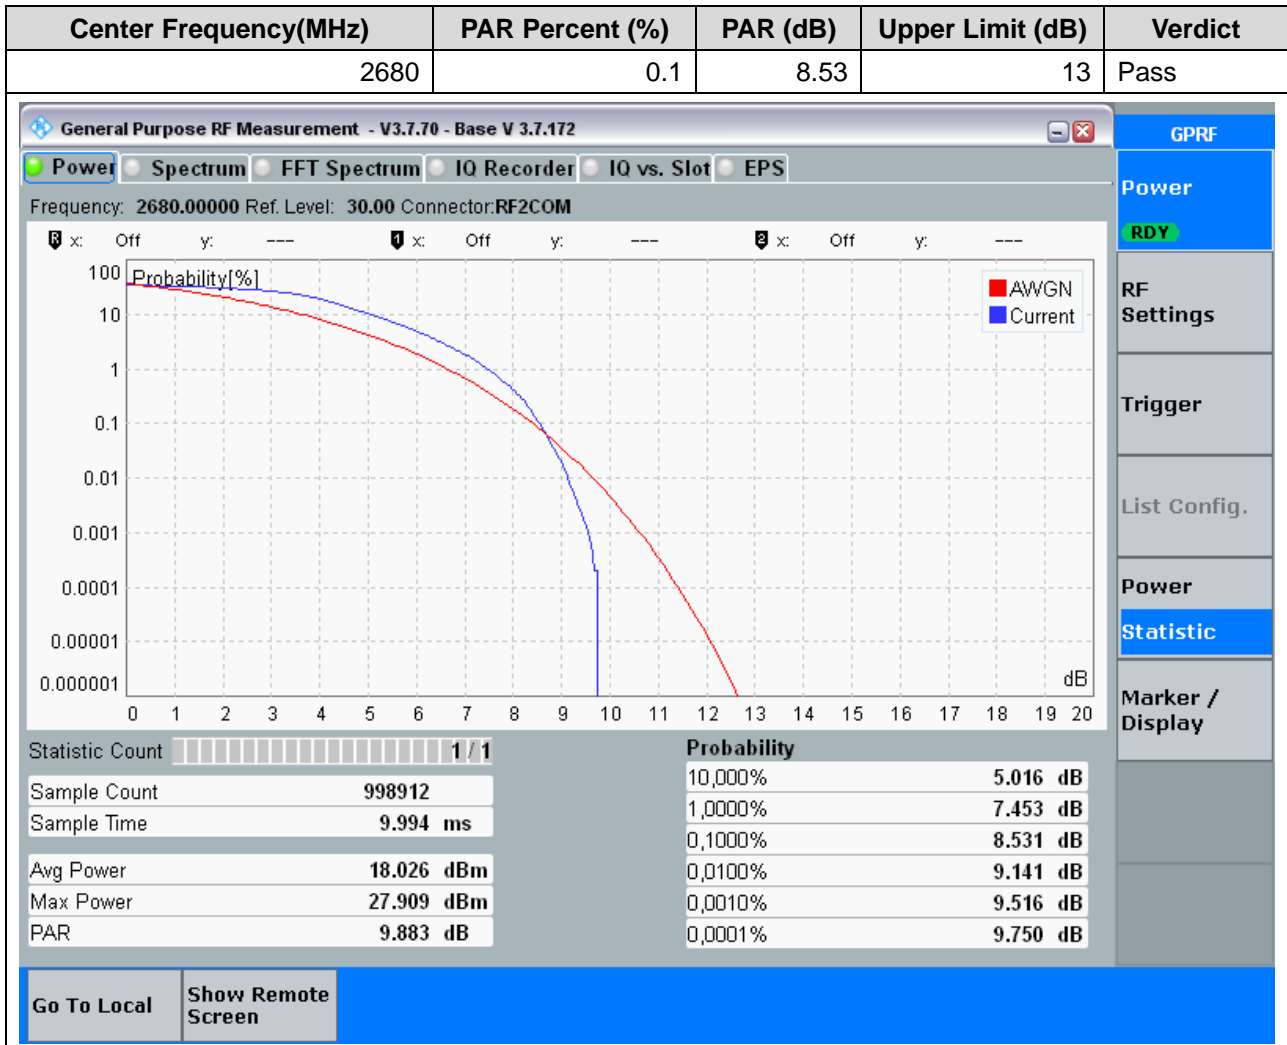 Center Frequency(MHz) PAR Percent (%) PAR (dB) Upper Limit (dB) Verdict
2680 0.1 8.53 13 Pass
General Purpose RF Measurement - V3.7.70 - Base V 3.7.172
GPRF
Power Spectrum FFT Spectrum IQ Recorder IQ vs. Slot EPS
Frequency: 2680.00000 Ref. Level: 30.00 Connector:RF2COM
R x: Off y: --- 1 x: Off y: --- 2 x: Off y: ---
Probability[%]
AWGN
Current
100
10
1
0.1
0.01
0.001
0.0001
0.00001
0.000001
dB
0 1 2 3 4 5 6 7 8 9 10 11 12 13 14 15 16 17 18 19 20
Statistic Count 1 / 1
Sample Count 998912
Sample Time 9.994 ms
Avg Power 18.026 dBm
Max Power 27.909 dBm
PAR 9.883 dB
Probability
10,000% 5.016 dB
1,0000% 7.453 dB
0,1000% 8.531 dB
0,0100% 9.141 dB
0,0010% 9.516 dB
0,0001% 9.750 dB
Power
RDY
RF
Settings
Trigger
List Config.
Power
Statistic
Marker /
Display
Go To Local
Show Remote
Screen